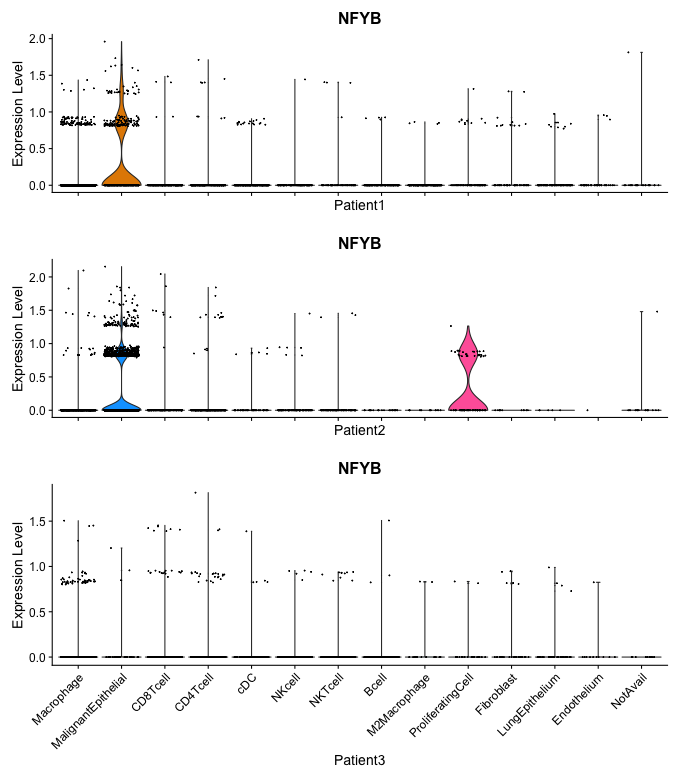 NFYB
Expression Level
2.0
1.5
1.0
0.5
0.0
Patient1
NFYB
Expression Level
2.0
1.5
1.0
0.5
0.0
Patient2
NFYB
Expression Level
1.5
1.0
0.5
0.0
Macrophage
MalignantEpithelial
CD8Tcell
CD4Tcell
cDC
NKcell
NKTcell
Bcell
M2Macrophage
ProliferatingCell
Fibroblast
LungEpithelium
Endothelium
NotAvail
Patient3